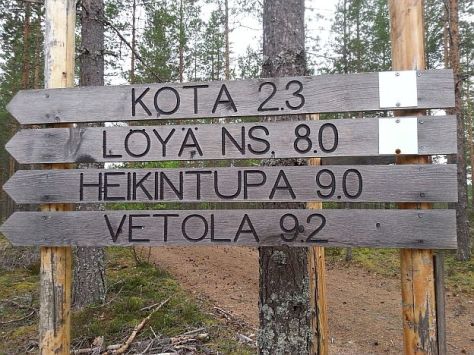 KOTA 2.3
LÖYÄ NS. 8.0
HEIKINTUPA 9.0
VETOLA 9.2